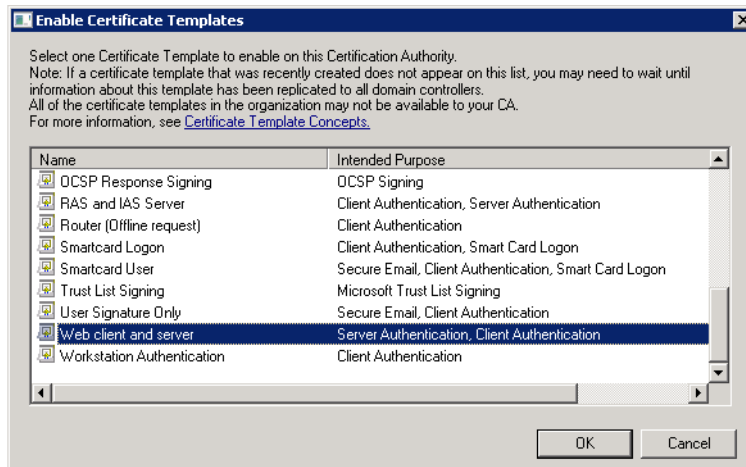 Enable Certificate Templates
Select one Certificate Template to enable on this Certification Authority.
Note: If a certificate template that was recently created does not appear on this list, you may need to wait until
information about this template has been replicated to all domain controllers.
All of the certificate templates in the organization may not be available to your CA.
For more information, see Certificate Template Concepts.
Name Intended Purpose
OCSP Response Signing OCSP Signing
RAS and IAS Server Client Authentication, Server Authentication
Router (Offline request) Client Authentication
Smartcard Logon Client Authentication, Smart Card Logon
Smartcard User Secure Email, Client Authentication, Smart Card Logon
Trust List Signing Microsoft Trust List Signing
User Signature Only Secure Email, Client Authentication
Web client and server Server Authentication, Client Authentication
Workstation Authentication Client Authentication
OK Cancel